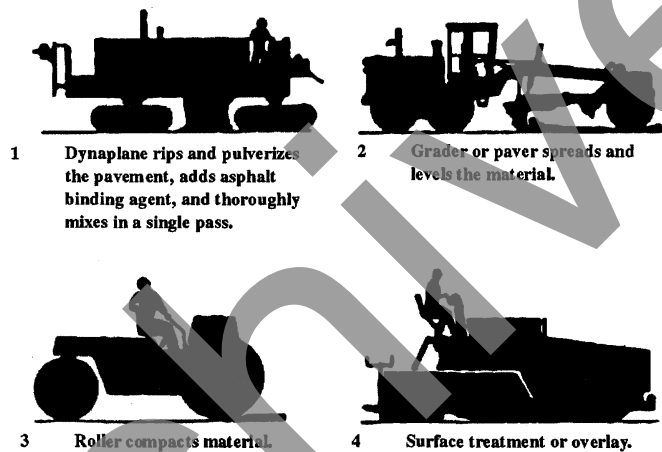 1 Dynaplane rips and pulverizes
the pavement, adds asphalt
binding agent, and thoroughly
mixes in a single pass.
2 Grader or paver spreads and
levels the material.
3 Roller compacts material.
4 Surface treatment or overlay.